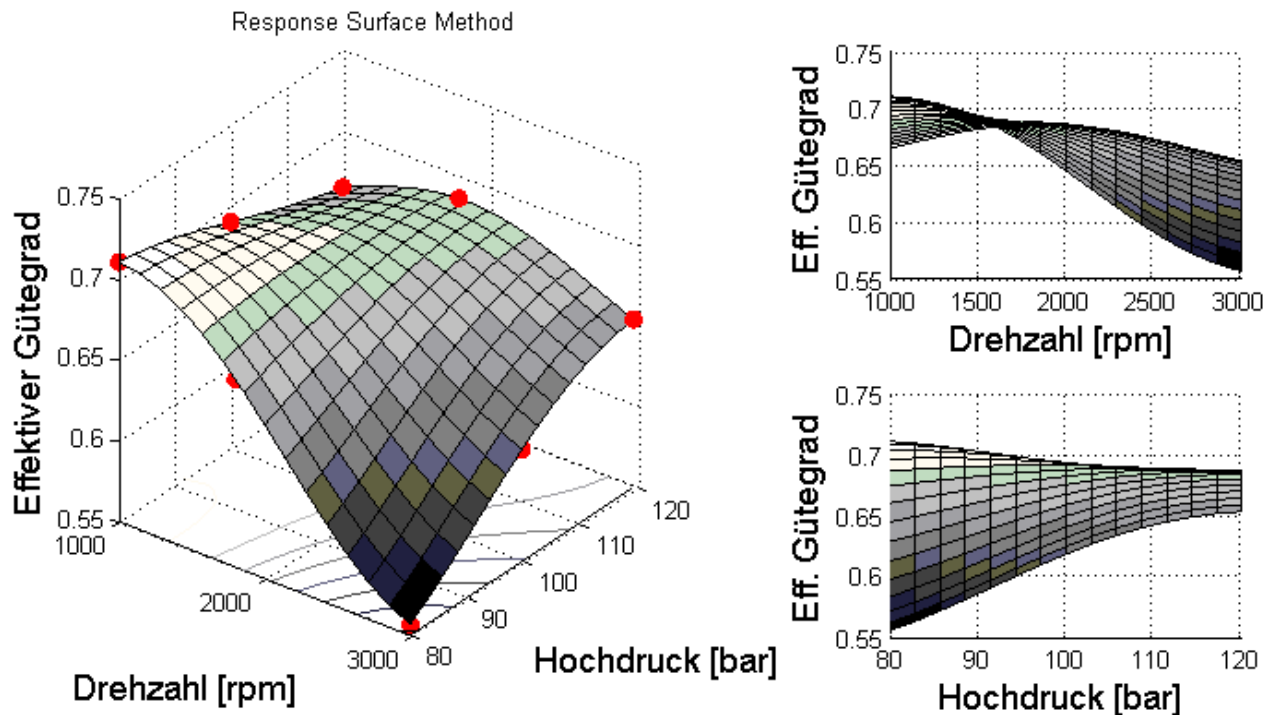 Response Surface Method
Effektiver Gütegrad
0.75
0.7
0.65
0.6
0.55
1000
2000
3000
Drehzahl [rpm]
80
90
100
110
120
Hochdruck [bar]
Eff. Gütegrad
0.75
0.7
0.65
0.6
0.55
1000 1500 2000 2500 3000
Drehzahl [rpm]
Eff. Gütegrad
0.75
0.7
0.65
0.6
0.55
80 90 100 110 120
Hochdruck [bar]